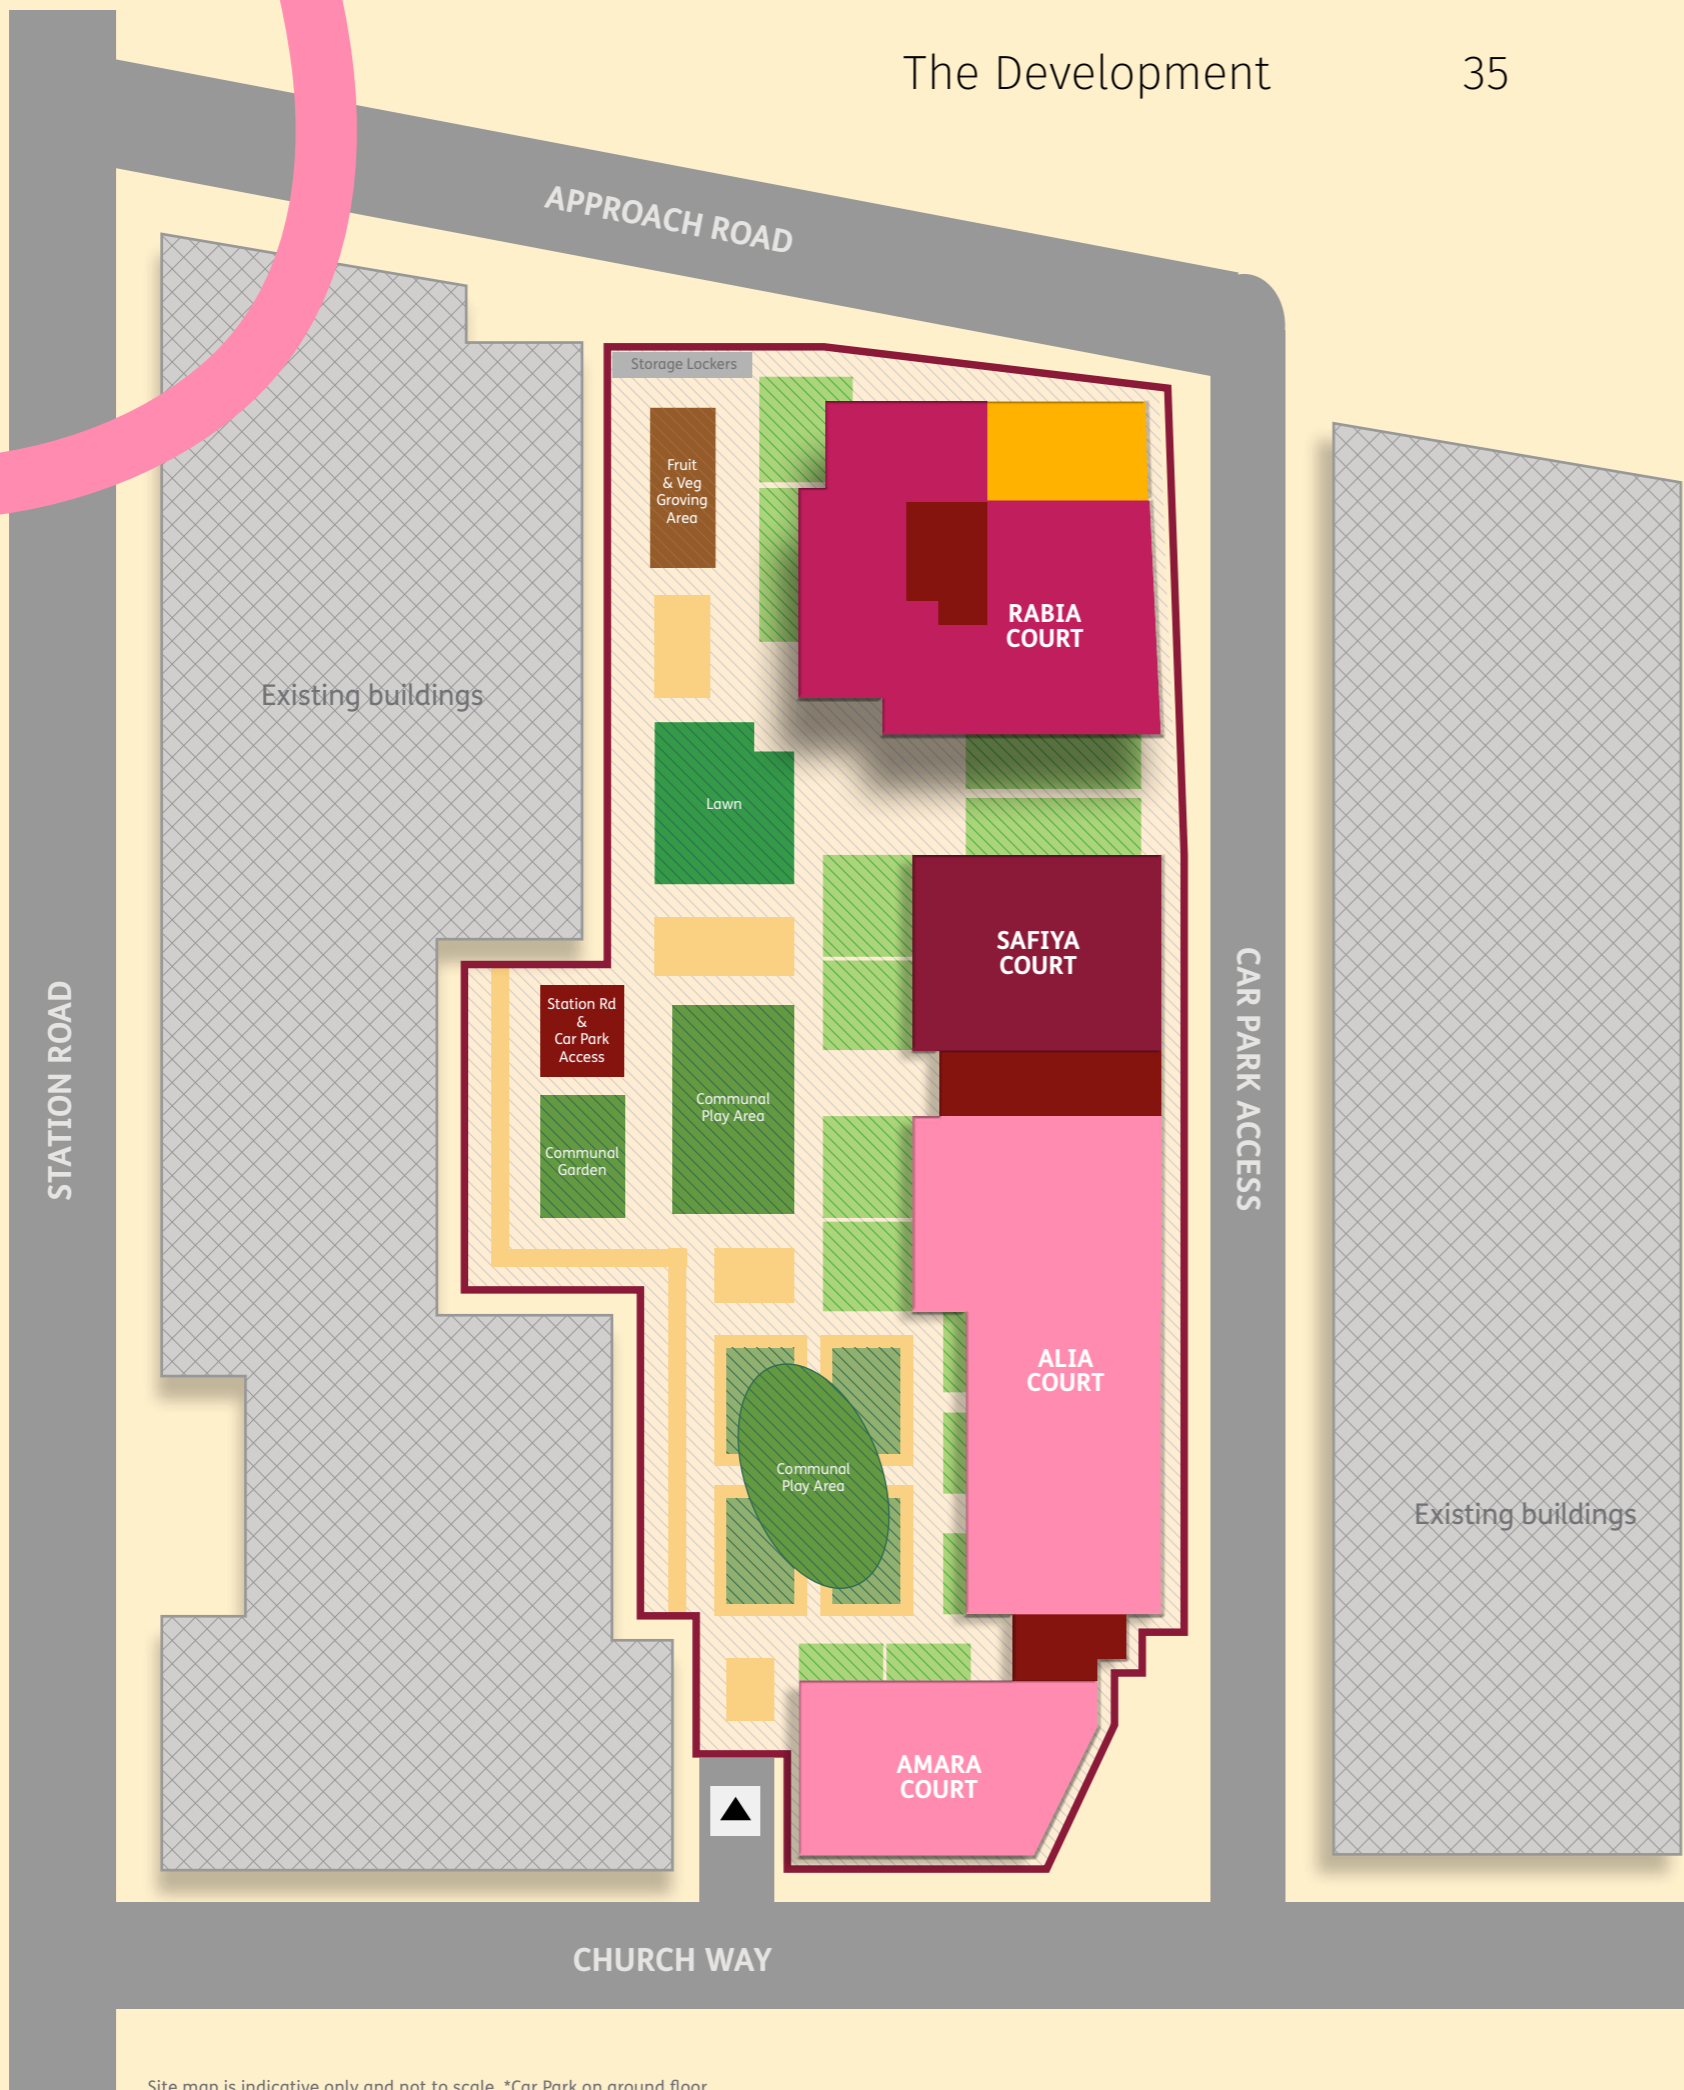 The Development 35
APPROACH ROAD
Storage Lockers
Fruit
& Veg
Groving
Area
RABIA
COURT
Existing buildings
Lawn
SAFIYA
COURT
STATION ROAD
CAR PARK ACCESS
Station Rd
&
Car Park
Access
Communal
Play Area
Communal
Garden
ALIA
COURT
Communal
Play Area
Existing buildings
AMARA
COURT
CHURCH WAY
Site map is indicative only and not to scale. *Car Park on ground floor